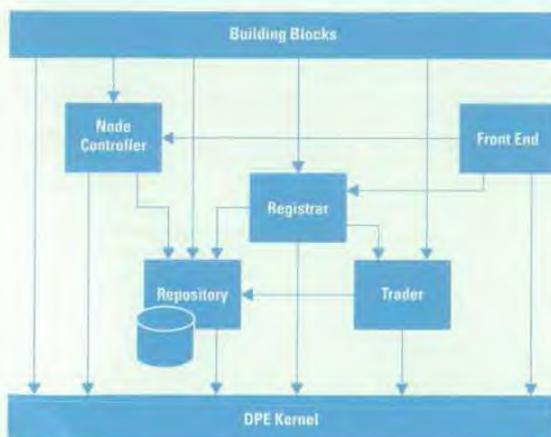 Building Blocks
Node
Controller
Front End
Registrar
Repository
Trader
DPE Kernel